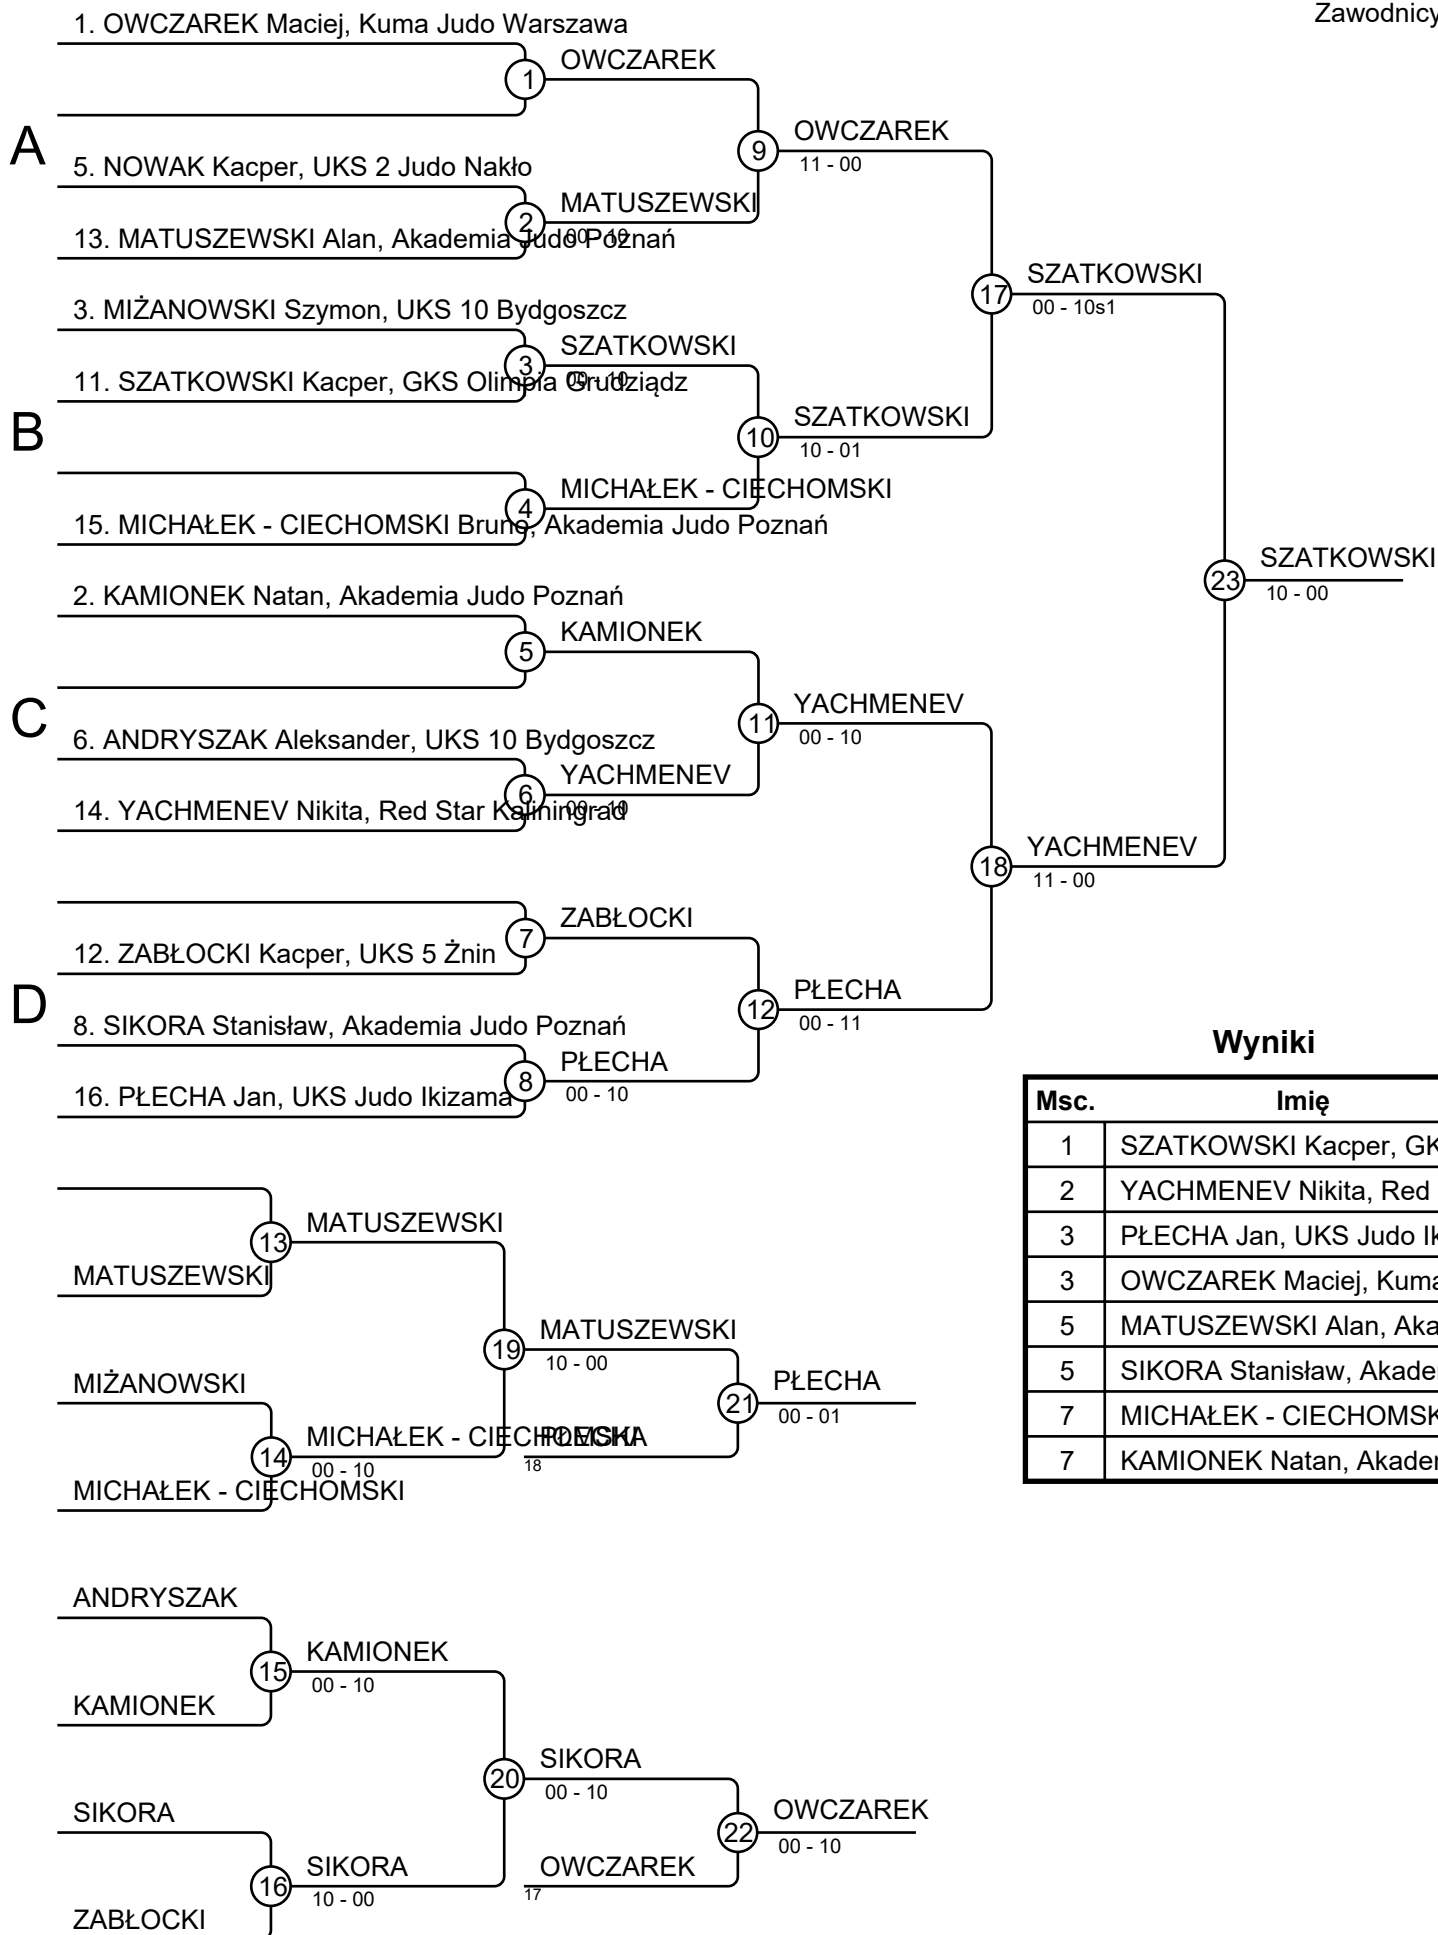 Zawodnicy
1. OWCZAREK Maciej, Kuma Judo Warszawa
OWCZAREK
1
A
OWCZAREK
9
11 - 00
5. NOWAK Kacper, UKS 2 Judo Nakło
MATUSZEWSKI
2
00 - 10
13. MATUSZEWSKI Alan, Akademia Judo Poznań
SZATKOWSKI
17
00 - 10s1
3. MIŻANOWSKI Szymon, UKS 10 Bydgoszcz
SZATKOWSKI
3
00 - 10
11. SZATKOWSKI Kacper, GKS Olimpia Grudziądz
B
SZATKOWSKI
10
10 - 01
MICHAŁEK - CIECHOMSKI
4
15. MICHAŁEK - CIECHOMSKI Bruno, Akademia Judo Poznań
SZATKOWSKI
23
10 - 00
2. KAMIONEK Natan, Akademia Judo Poznań
KAMIONEK
5
C
YACHMENEV
11
00 - 10
6. ANDRYSZAK Aleksander, UKS 10 Bydgoszcz
YACHMENEV
6
00 - 10
14. YACHMENEV Nikita, Red Star Kaliningrad
YACHMENEV
18
11 - 00
ZABŁOCKI
7
12. ZABŁOCKI Kacper, UKS 5 Żnin
D
PŁECHA
12
00 - 11
8. SIKORA Stanisław, Akademia Judo Poznań
PŁECHA
8
00 - 10
16. PŁECHA Jan, UKS Judo Ikizama
Wyniki
Msc. Imię
1 SZATKOWSKI Kacper, GK
2 YACHMENEV Nikita, Red
3 PŁECHA Jan, UKS Judo Ik
3 OWCZAREK Maciej, Kuma
5 MATUSZEWSKI Alan, Aka
5 SIKORA Stanisław, Akade
7 MICHAŁEK - CIECHOMSK
7 KAMIONEK Natan, Akade
MATUSZEWSKI
13
MATUSZEWSKI
MATUSZEWSKI
19
10 - 00
MIŻANOWSKI
PŁECHA
21
00 - 01
MICHAŁEK - CIECHOMSKI
14
00 - 10
PŁECHA
18
MICHAŁEK - CIECHOMSKI
ANDRYSZAK
KAMIONEK
15
00 - 10
KAMIONEK
SIKORA
20
00 - 10
SIKORA
OWCZAREK
22
00 - 10
SIKORA
16
10 - 00
OWCZAREK
17
ZABŁOCKI